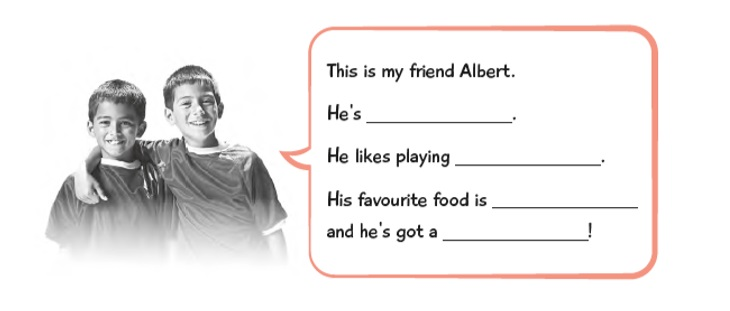 This is my friend Albert.
He's _______________.
He likes playing _______________.
His favourite food is _______________
and he's got a _______________!